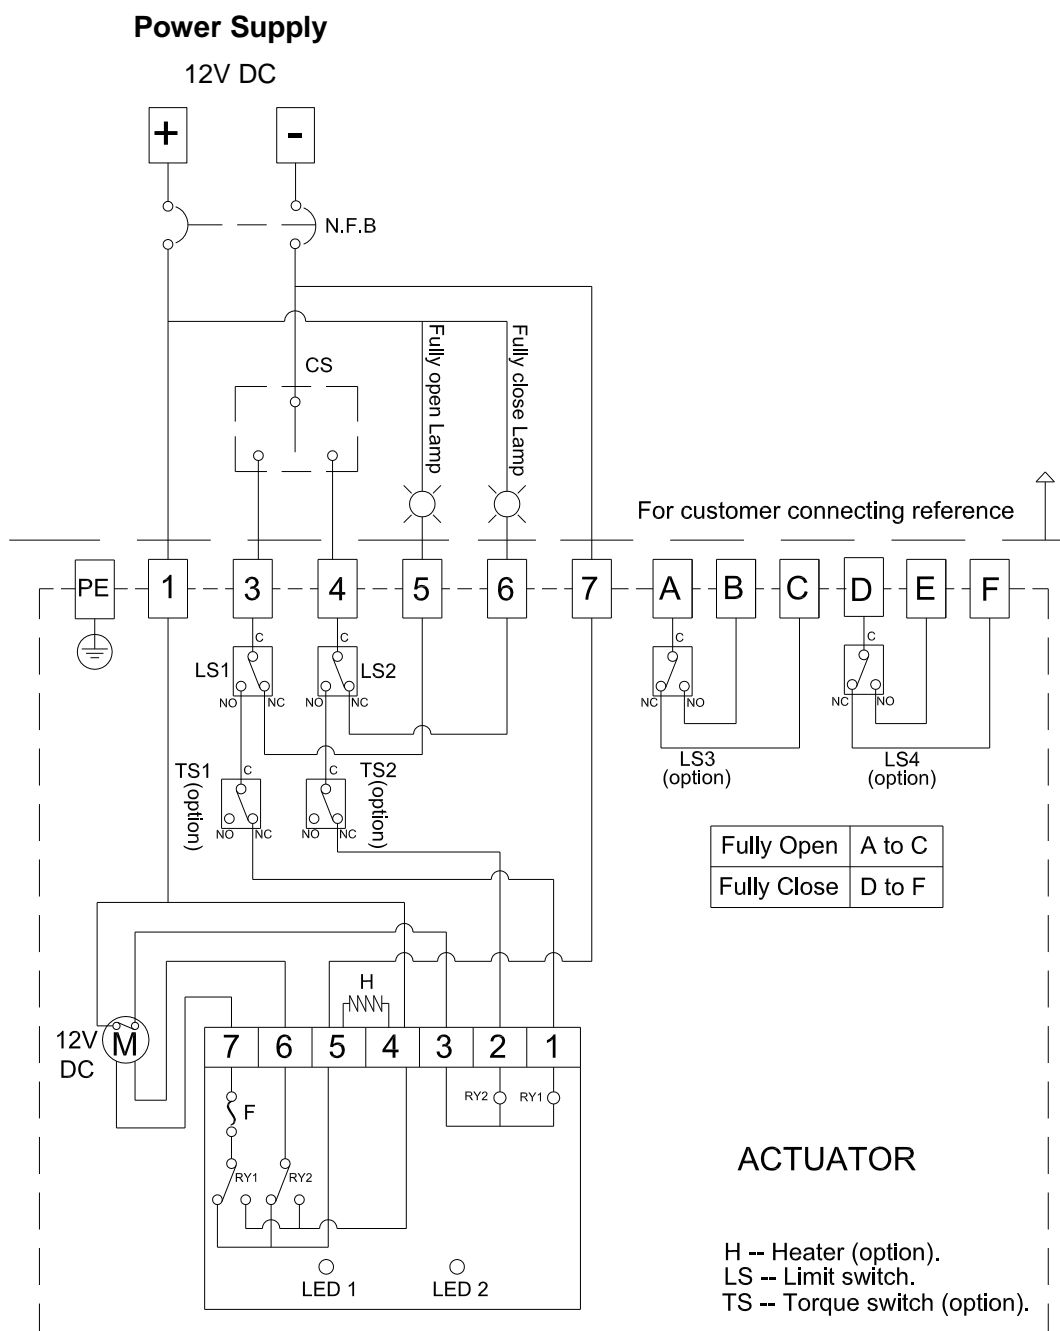 Power Supply
12V DC
+ -
N.F.B
CS
Fully open Lamp
Fully close Lamp
For customer connecting reference
PE 1 3 4 5 6 7 A B C D E F
C C C C
LS1 LS2
NO NC NO NC NC NO NC NO
LS3
(option)
LS4
(option)
TS1
(option)
C C
TS2
(option)
NO NC NO NC
Fully Open A to C
Fully Close D to F
H
12V
DC
M
7 6 5 4 3 2 1
RY2 RY1
F
RY1 RY2
LED 1 LED 2
ACTUATOR
H -- Heater (option).
LS -- Limit switch.
TS -- Torque switch (option).